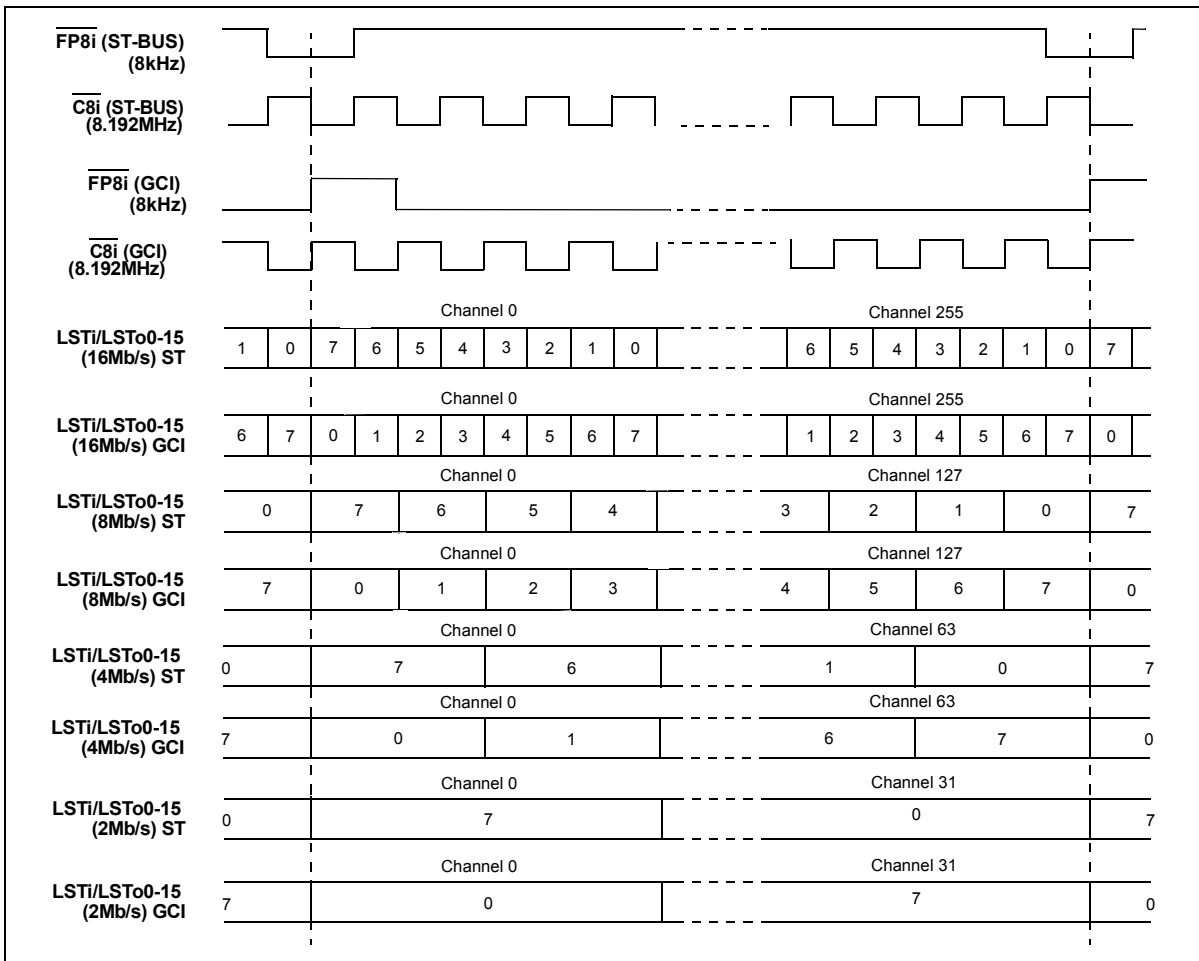 FP8i (ST-BUS)
(8kHz)
C8i (ST-BUS)
(8.192MHz)
FP8i (GCI)
(8kHz)
C8i (GCI)
(8.192MHz)
Channel 0 Channel 255
LSTi/LSTo0-15
(16Mb/s) ST
1 0 7 6 5 4 3 2 1 0 6 5 4 3 2 1 0 7
Channel 0 Channel 255
LSTi/LSTo0-15
(16Mb/s) GCI
6 7 0 1 2 3 4 5 6 7 1 2 3 4 5 6 7 0
Channel 0 Channel 127
LSTi/LSTo0-15
(8Mb/s) ST
0 7 6 5 4 3 2 1 0 7
Channel 0 Channel 127
LSTi/LSTo0-15
(8Mb/s) GCI
7 0 1 2 3 4 5 6 7 0
Channel 0 Channel 63
LSTi/LSTo0-15
(4Mb/s) ST
0 7 6 1 0 7
Channel 0 Channel 63
LSTi/LSTo0-15
(4Mb/s) GCI
7 0 1 6 7 0
Channel 0 Channel 31
LSTi/LSTo0-15
(2Mb/s) ST
0 7 0 7
Channel 0 Channel 31
LSTi/LSTo0-15
(2Mb/s) GCI
7 0 7 0